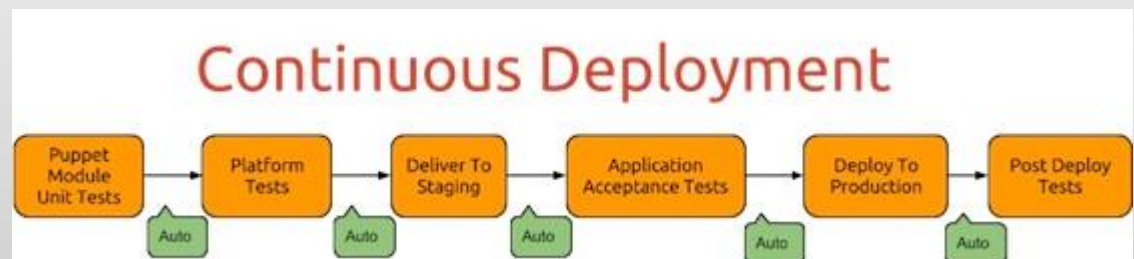 Continuous Deployment
Puppet
Module
Unit Tests
Platform
Tests
Deliver To
Staging
Application
Acceptance Tests
Deploy To
Production
Post Deploy
Tests
Auto
Auto
Auto
Auto
Auto